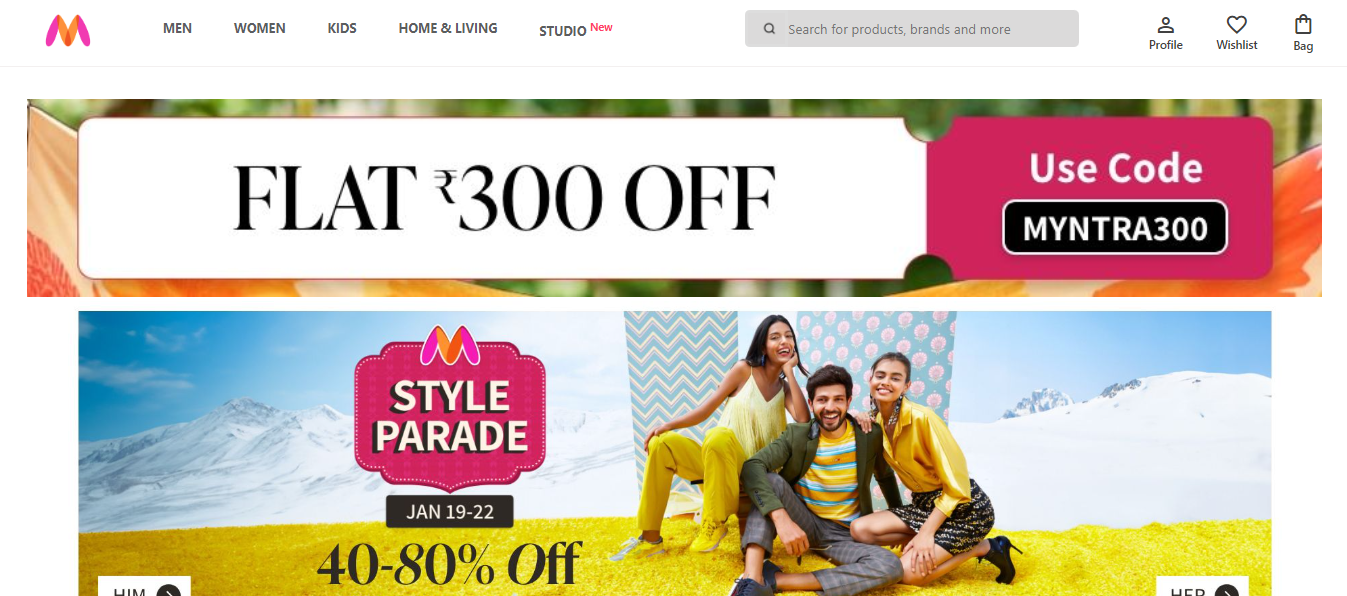 MEN WOMEN KIDS HOME & LIVING STUDIO New Search for products, brands and more Profile Wishlist Bag
FLAT ₹300 OFF
Use Code
MYNTRA300
STYLE
PARADE
JAN 19-22
40-80% Off
HIM HER